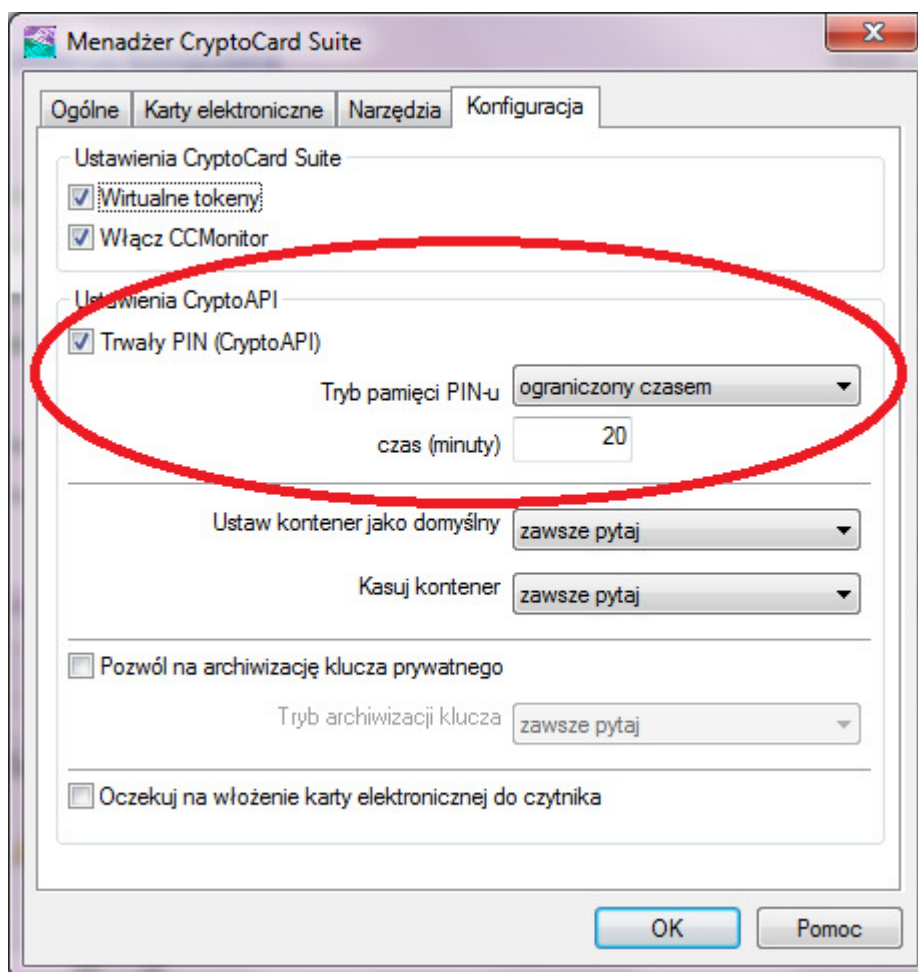 Menadżer CryptoCard Suite
Ogólne Karty elektroniczne Narzędzia Konfiguracja
Ustawienia CryptoCard Suite
Wirtualne tokeny
Włącz CCMonitor
Ustawienia CryptoAPI
Trwały PIN (CryptoAPI)
Tryb pamięci PIN-u ograniczony czasem
czas (minuty) 20
Ustaw kontener jako domyślny zawsze pytaj
Kasuj kontener zawsze pytaj
Pozwól na archiwizację klucza prywatnego
Tryb archiwizacji klucza zawsze pytaj
Oczekuj na włożenie karty elektronicznej do czytnika
OK Pomoc